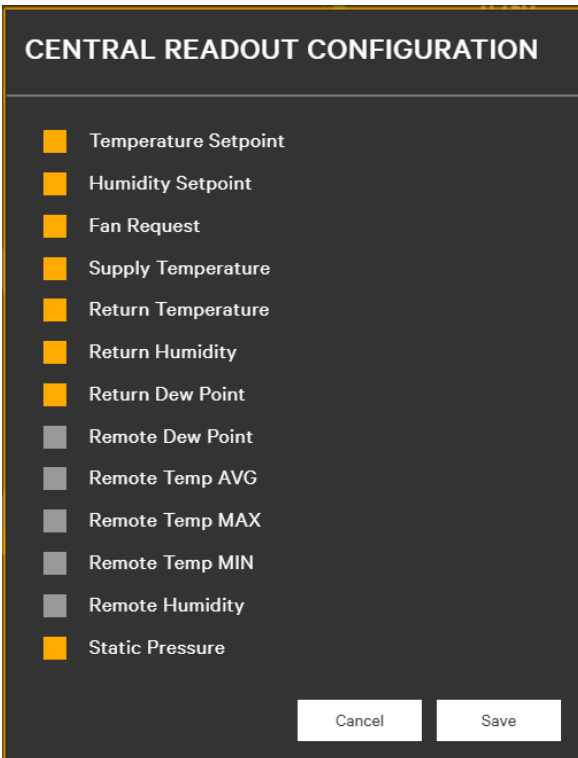 CENTRAL READOUT CONFIGURATION
Temperature Setpoint
Humidity Setpoint
Fan Request
Supply Temperature
Return Temperature
Return Humidity
Return Dew Point
Remote Dew Point
Remote Temp AVG
Remote Temp MAX
Remote Temp MIN
Remote Humidity
Static Pressure
Cancel Save